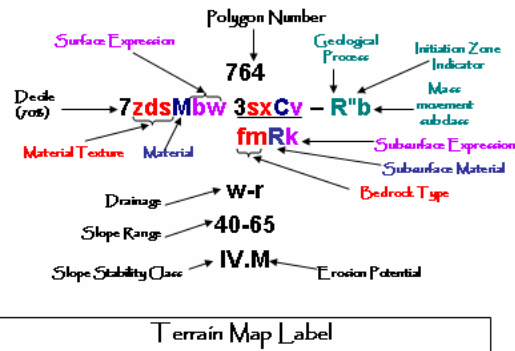 Polygon Number
Surface Expression
Geological Process
Initiation Zone Indicator
764
Decile (70%)
7zdsMbw 3sxCv – R"b
Mass movement subclass
Material Texture
Material
fmRk
Subsurface Expression
Subsurface Material
Bedrock Type
Drainage
w-r
Slope Range
40-65
Slope Stability Class
IV.M
Erosion Potential
Terrain Map Label